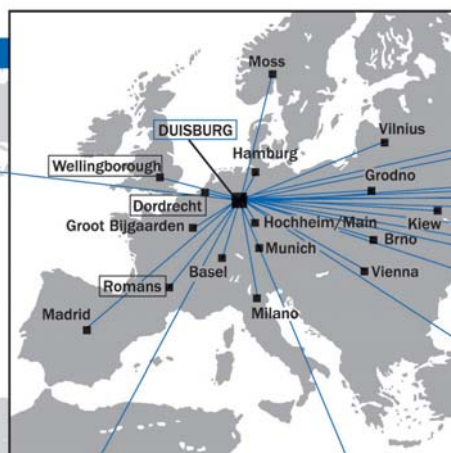 Moss
DUISBURG
Vilnius
Hamburg
Wellingborough
Grodno
Dordrecht
Groot Bijgaarden
Hochheim/Main
Kiew
Brno
Munich
Basel
Vienna
Romans
Madrid
Milano